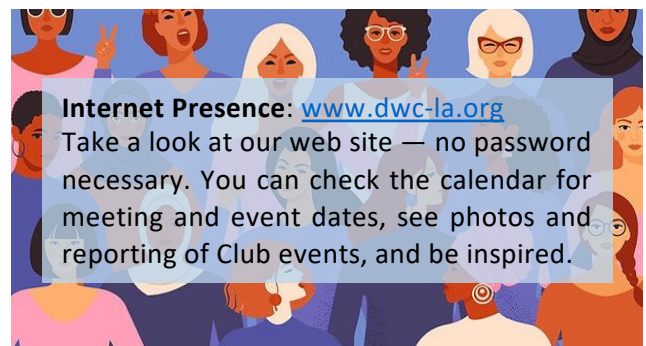 Internet Presence: www.dwc-la.org
Take a look at our web site — no password
necessary. You can check the calendar for
meeting and event dates, see photos and
reporting of Club events, and be inspired.